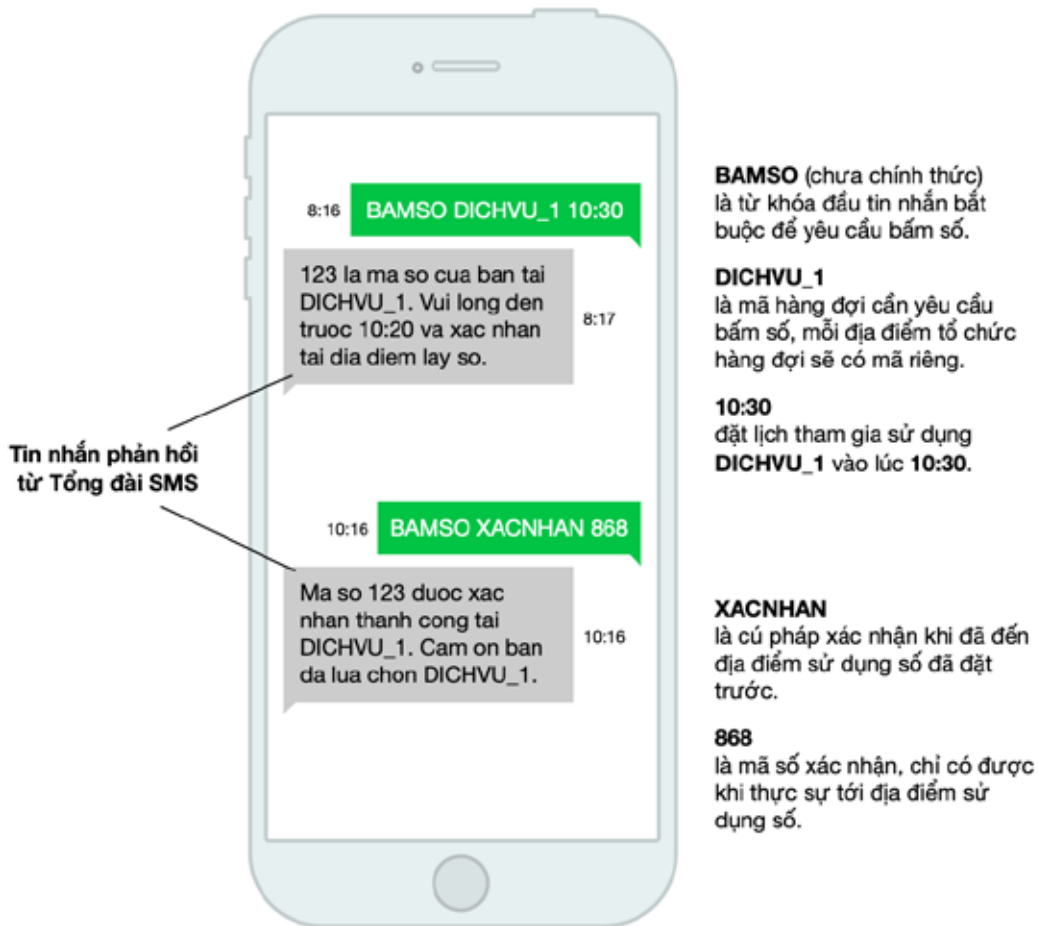 8:16
BAMSO DICHVU_1 10:30
123 la ma so cua ban tai
DICHVU_1. Vui long den
truoc 10:20 va xac nhan
tai dia diem lay so.
8:17
Tin nhắn phản hồi
từ Tổng đài SMS
10:16
BAMSO XACNHAN 868
Ma so 123 duoc xac
nhan thanh cong tai
DICHVU_1. Cam on ban
da lua chon DICHVU_1.
10:16
BAMSO (chưa chính thức)
là từ khóa đầu tin nhắn bắt
buộc để yêu cầu bấm số.
DICHVU_1
là mã hàng đợi cần yêu cầu
bấm số, mỗi địa điểm tổ chức
hàng đợi sẽ có mã riêng.
10:30
đặt lịch tham gia sử dụng
DICHVU_1 vào lúc 10:30.
XACNHAN
là cú pháp xác nhận khi đã đến
địa điểm sử dụng số đã đặt
trước.
868
là mã số xác nhận, chỉ có được
khi thực sự tới địa điểm sử
dụng số.